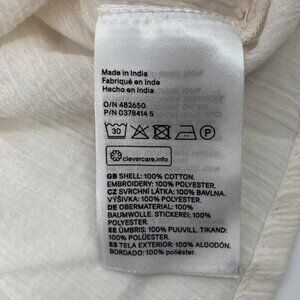 Made in India
Fabriqué en Inde
Hecho en India
O/N 482650
P/N 0378414 5
30
P
clevercare.info
GB SHELL: 100% COTTON.
EMBROIDERY: 100% POLYESTER.
CZ SVRCHNÍ LÁTKA: 100% BAVLNA.
VÝŠIVKA: 100% POLYESTER.
DE OBERMATERIAL: 100%
BAUMWOLLE. STICKEREI: 100%
POLYESTER.
EE ÜMBRIS: 100% PUUVILL. TIKAND:
100% POLÜESTER.
ES TELA EXTERIOR: 100% ALGODÓN.
BORDADO: 100% poliéster.